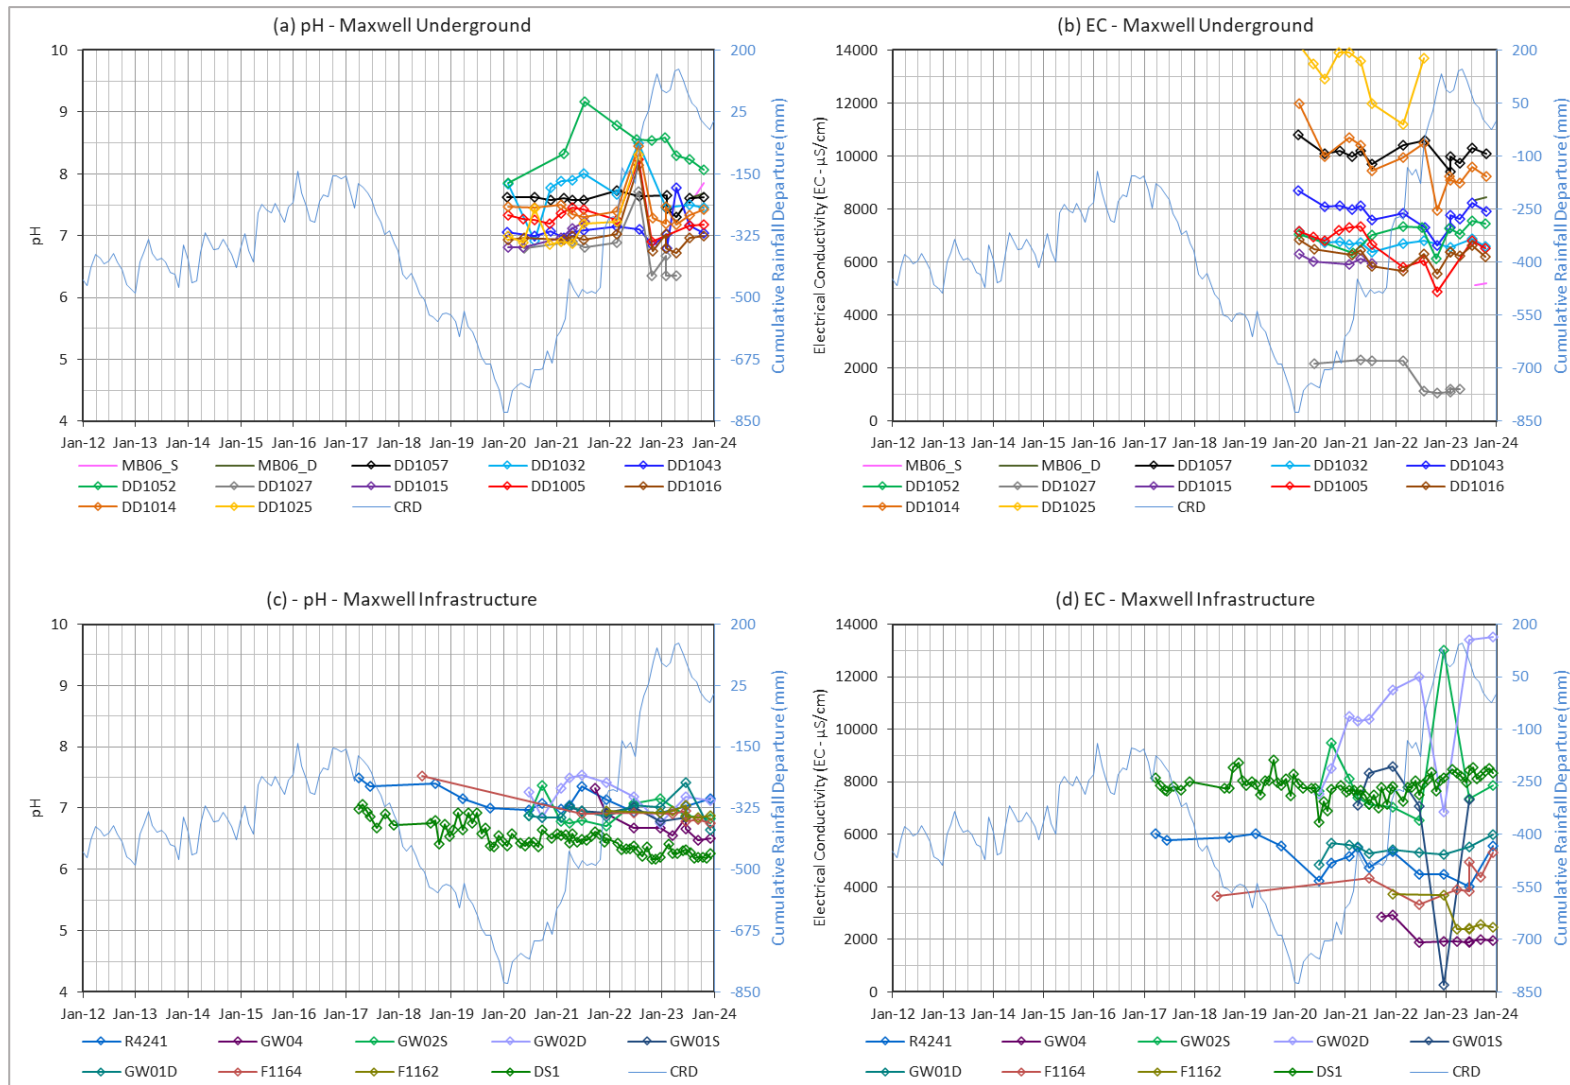 (a) pH - Maxwell Underground
10
9
8
7
6
5
4
pH
200
25
-150
-325
-500
-675
-850
Cumulative Rainfall Departure (mm)
Jan-12 Jan-13 Jan-14 Jan-15 Jan-16 Jan-17 Jan-18 Jan-19 Jan-20 Jan-21 Jan-22 Jan-23 Jan-24
MB06_S MB06_D DD1057 DD1032 DD1043
DD1052 DD1027 DD1015 DD1005 DD1016
DD1014 DD1025 CRD
(b) EC - Maxwell Underground
14000
12000
10000
8000
6000
4000
2000
0
Electrical Conductivity (EC - µS/cm)
200
50
-100
-250
-400
-550
-700
-850
Cumulative Rainfall Departure (mm)
Jan-12 Jan-13 Jan-14 Jan-15 Jan-16 Jan-17 Jan-18 Jan-19 Jan-20 Jan-21 Jan-22 Jan-23 Jan-24
MB06_S MB06_D DD1057 DD1032 DD1043
DD1052 DD1027 DD1015 DD1005 DD1016
DD1014 DD1025 CRD
(c) - pH - Maxwell Infrastructure
10
9
8
7
6
5
4
pH
200
25
-150
-325
-500
-675
-850
Cumulative Rainfall Departure (mm)
Jan-12 Jan-13 Jan-14 Jan-15 Jan-16 Jan-17 Jan-18 Jan-19 Jan-20 Jan-21 Jan-22 Jan-23 Jan-24
R4241 GW04 GW02S GW02D GW01S
GW01D F1164 F1162 DS1 CRD
(d) EC - Maxwell Infrastructure
14000
12000
10000
8000
6000
4000
2000
0
Electrical Conductivity (EC - µS/cm)
200
50
-100
-250
-400
-550
-700
-850
Cumulative Rainfall Departure (mm)
Jan-12 Jan-13 Jan-14 Jan-15 Jan-16 Jan-17 Jan-18 Jan-19 Jan-20 Jan-21 Jan-22 Jan-23 Jan-24
R4241 GW04 GW02S GW02D GW01S
GW01D F1164 F1162 DS1 CRD